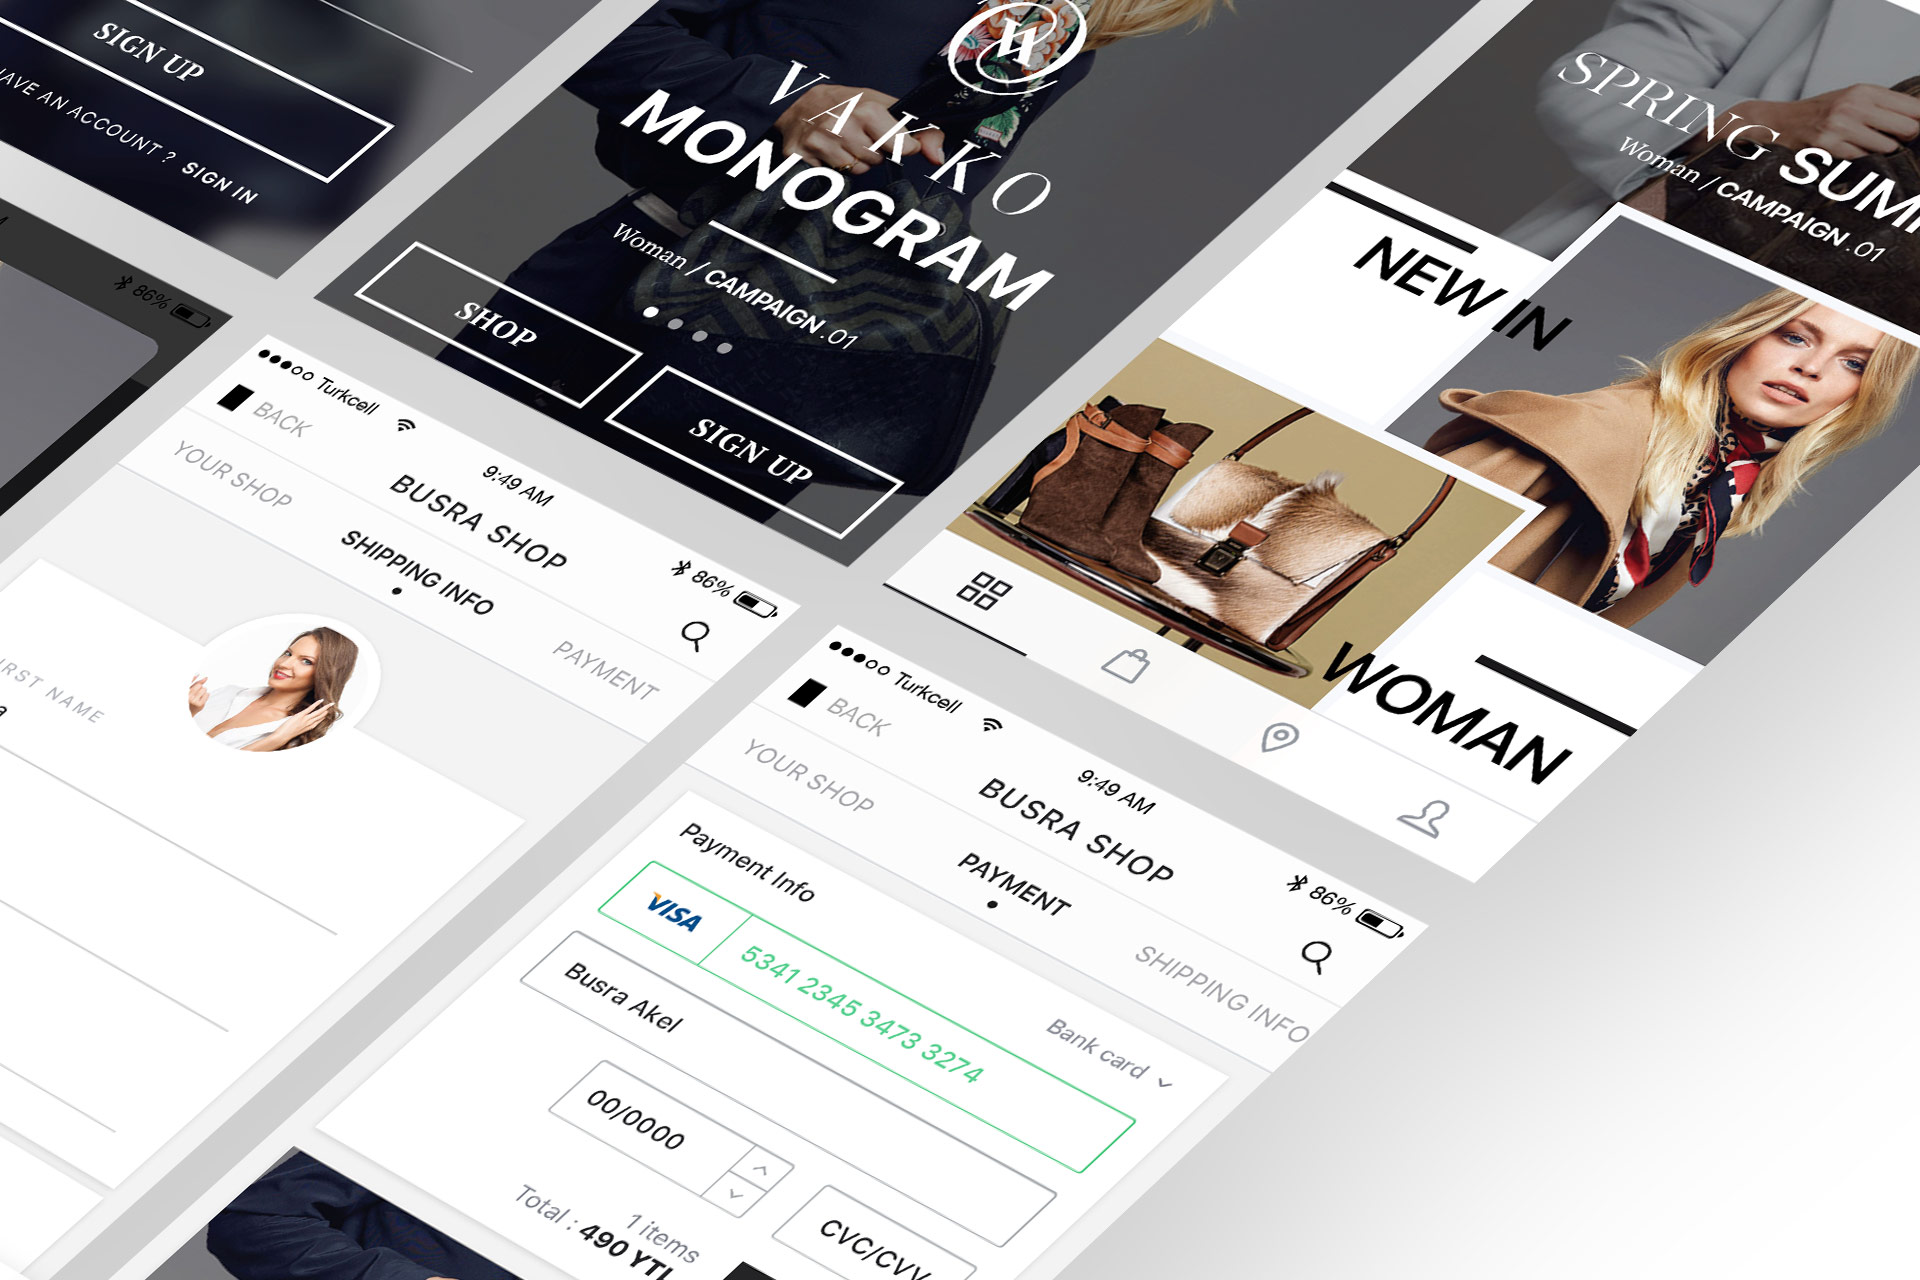 SIGN UP
AVE AN ACCOUNT ? SIGN IN
86%
VAKKO
MONOGRAM
Woman / CAMPAIGN .01
SHOP
SIGN UP
SPRING
Woman / CAMPAIGN .01
NEW IN
WOMAN
Turkcell
9:49 AM
86%
BACK
BUSRA SHOP
YOUR SHOP
SHIPPING INFO
PAYMENT
NAME
Turkcell
9:49 AM
86%
BACK
BUSRA SHOP
YOUR SHOP
PAYMENT
SHIPPING INFO
Payment Info
Bank card
VISA
5341 2345 3473 3274
Busra Akel
00/0000
CVC/CVV
1 items
Total : 490 YTL